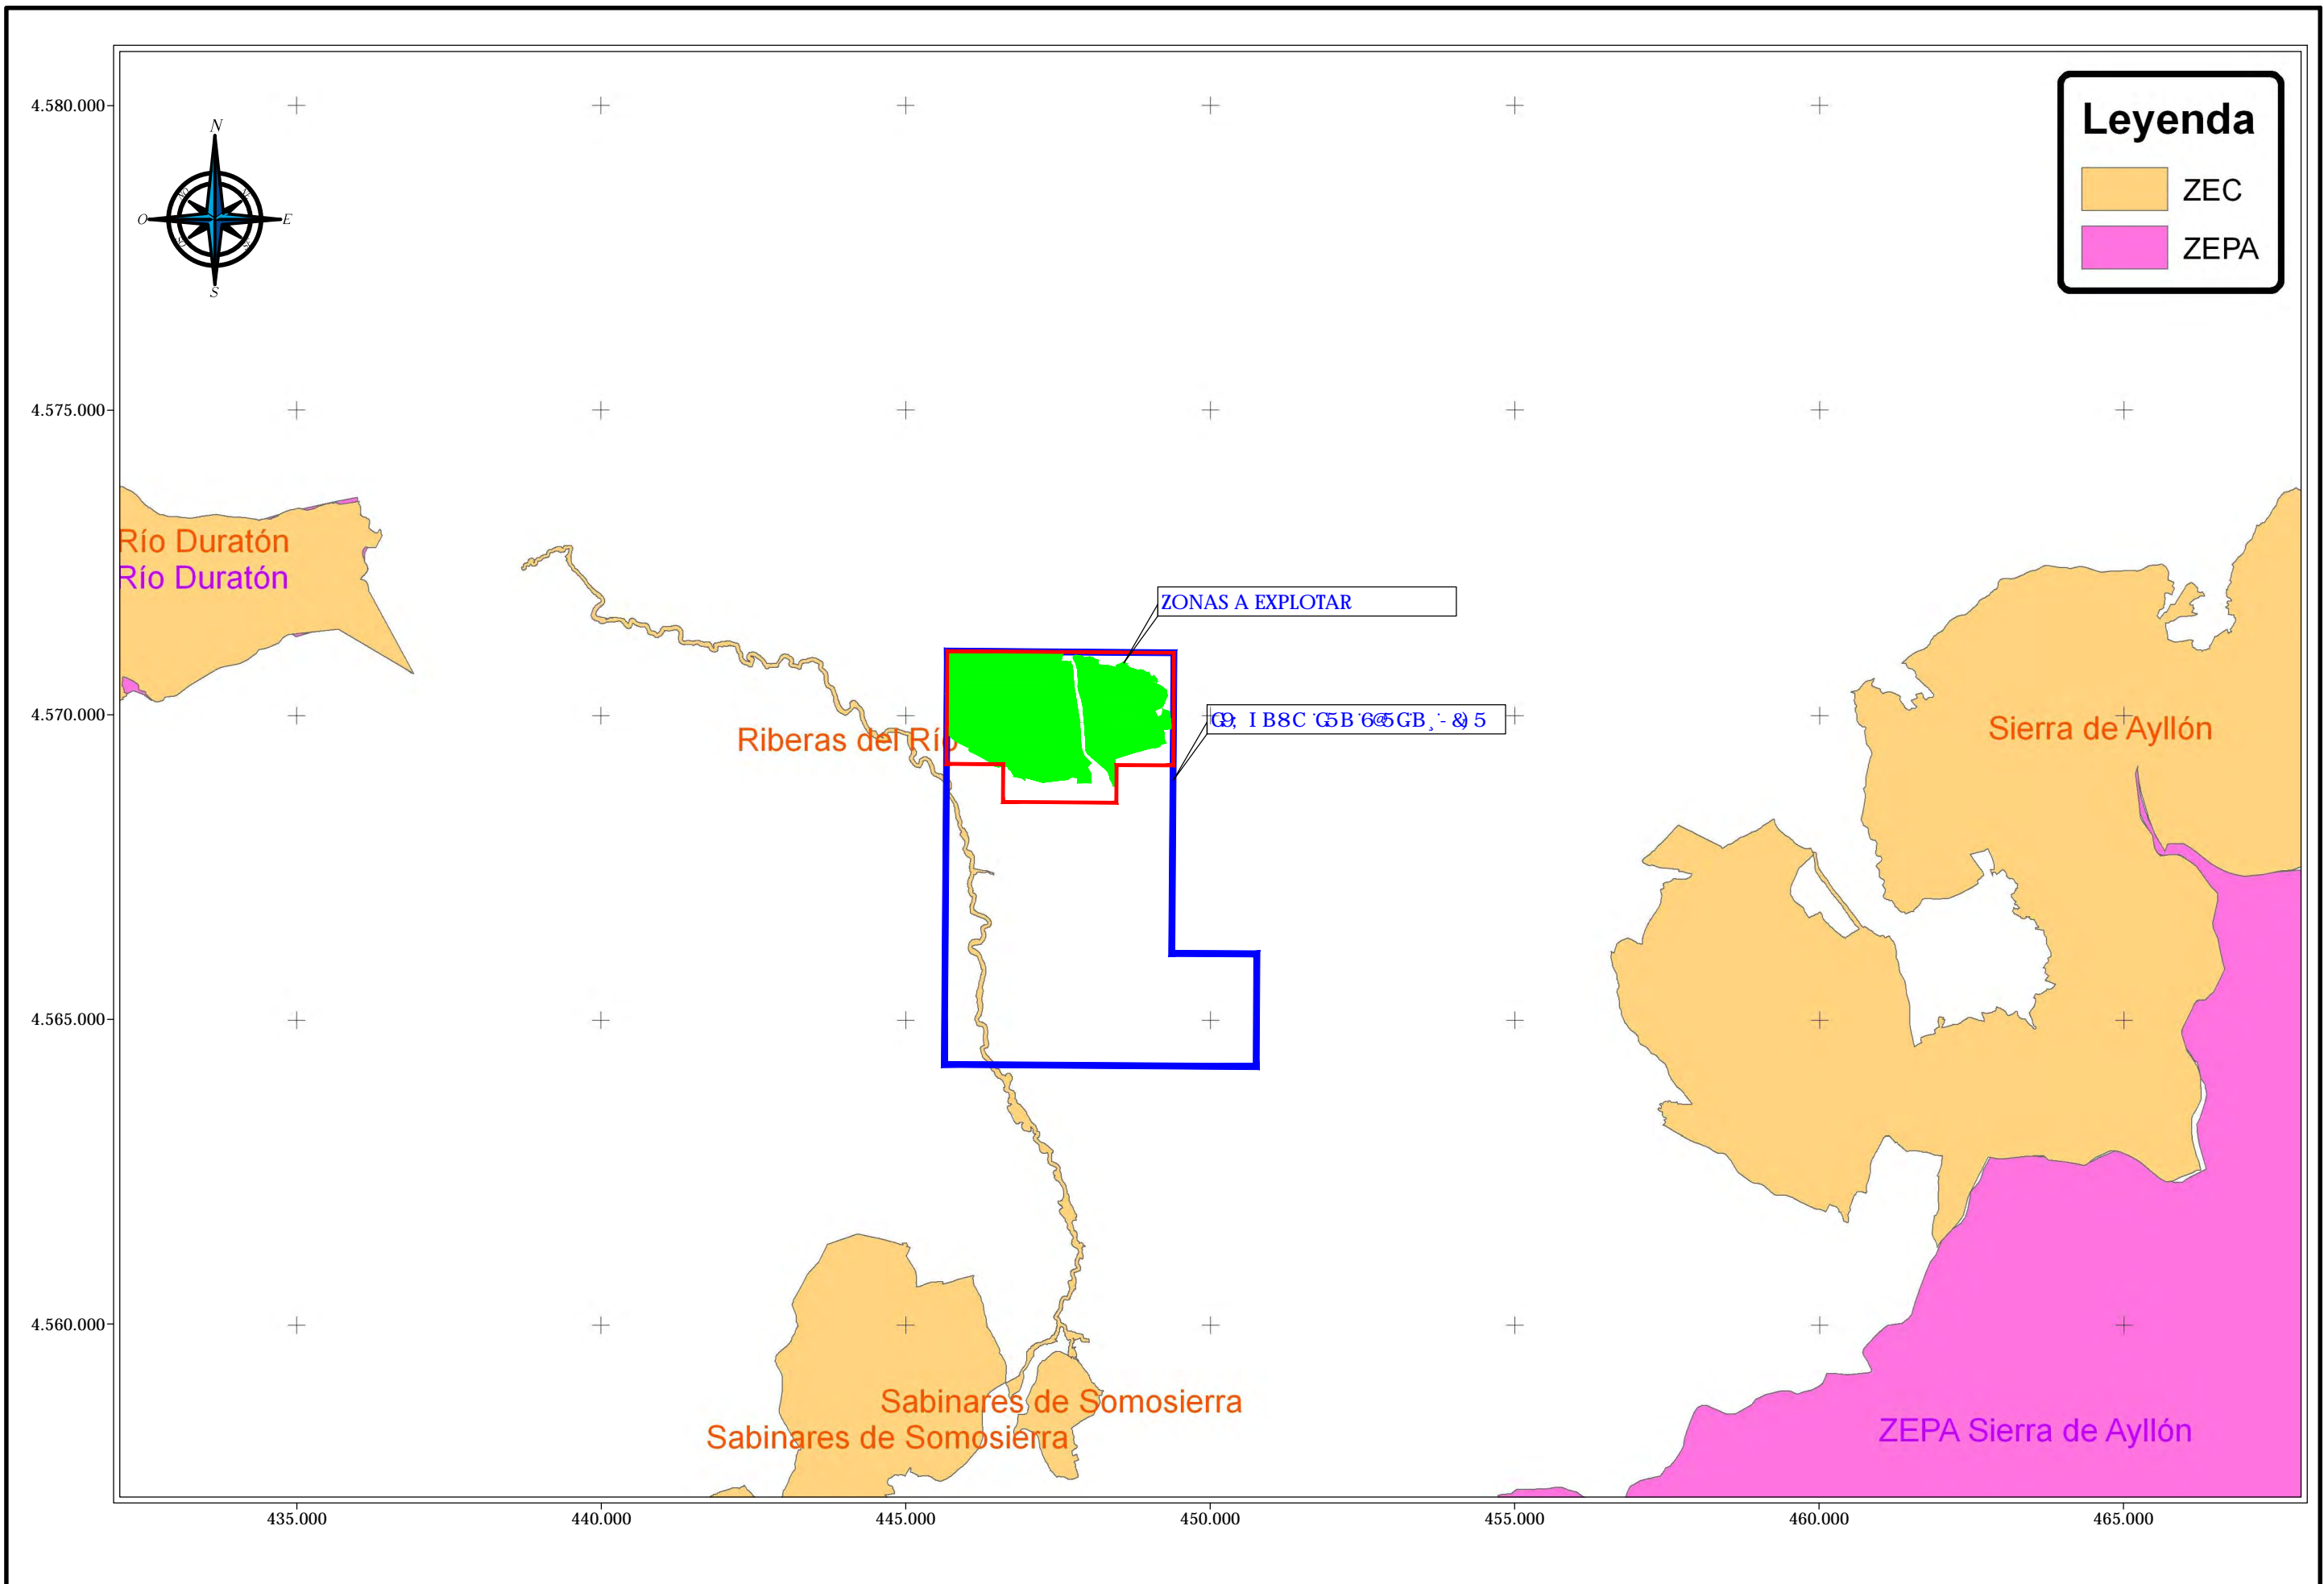 4.580.000
N
O
E
S
Leyenda
ZEC
ZEPA
4.575.000
Río Duratón
Río Duratón
ZONAS A EXPLOTAR
4.570.000
Riberas del Río
Sierra de Ayllón
4.565.000
4.560.000
Sabinares de Somosierra
Sabinares de Somosierra
ZEPA Sierra de Ayllón
435.000
440.000
445.000
450.000
455.000
460.000
465.000